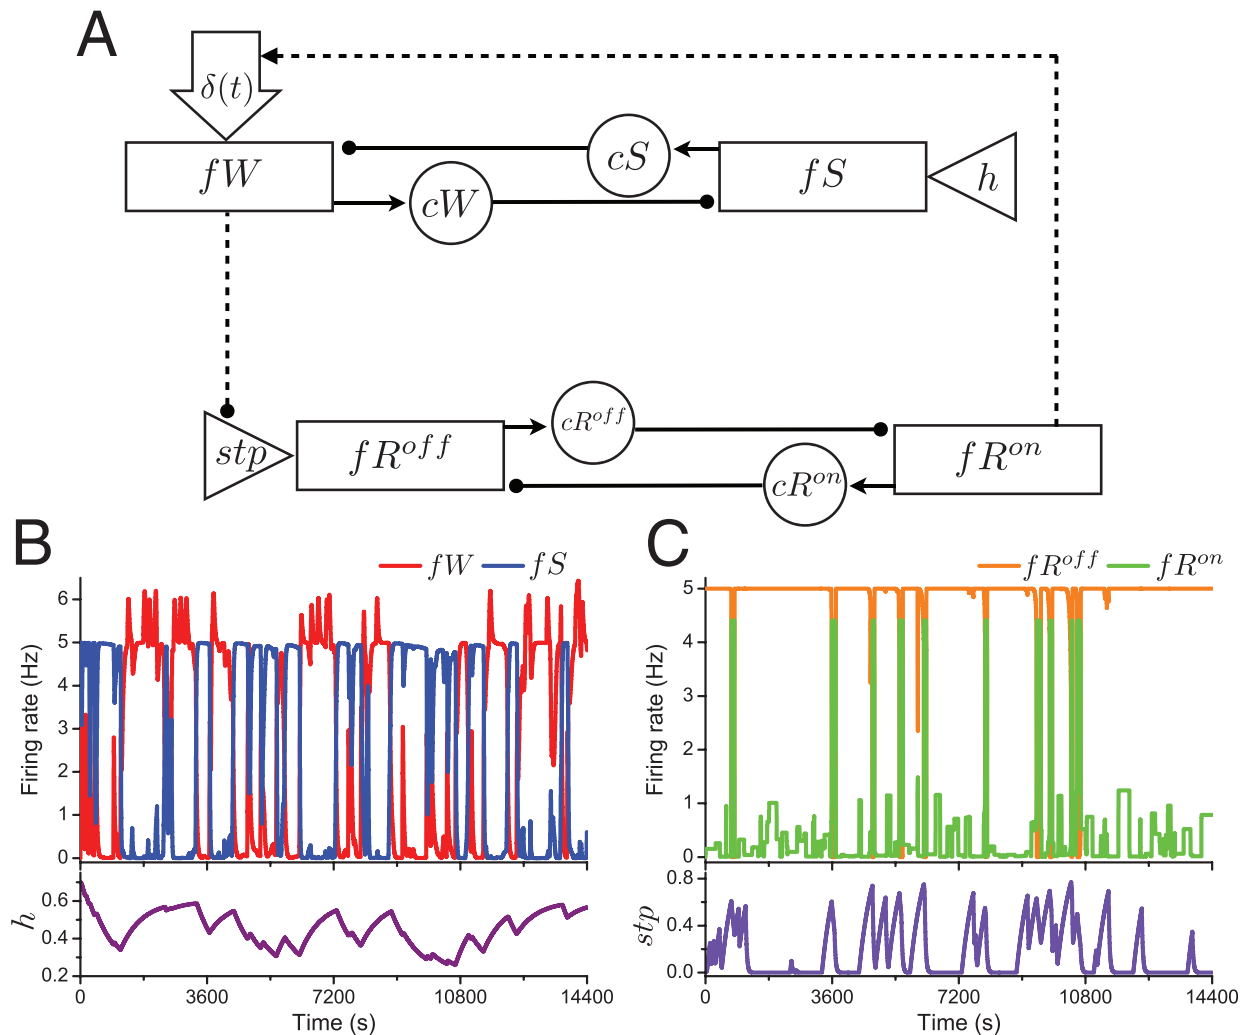 A
δ(t)
fW
cS
fS
h
cW
stp
fR^off
cR^off
fR^on
cR^on
B
fW fS
Firing rate (Hz)
6
5
4
3
2
1
0
h
0.6
0.4
0.2
0 3600 7200 10800 14400
Time (s)
C
fR^off fR^on
Firing rate (Hz)
5
4
3
2
1
0
stp
0.8
0.4
0.0
0 3600 7200 10800 14400
Time (s)